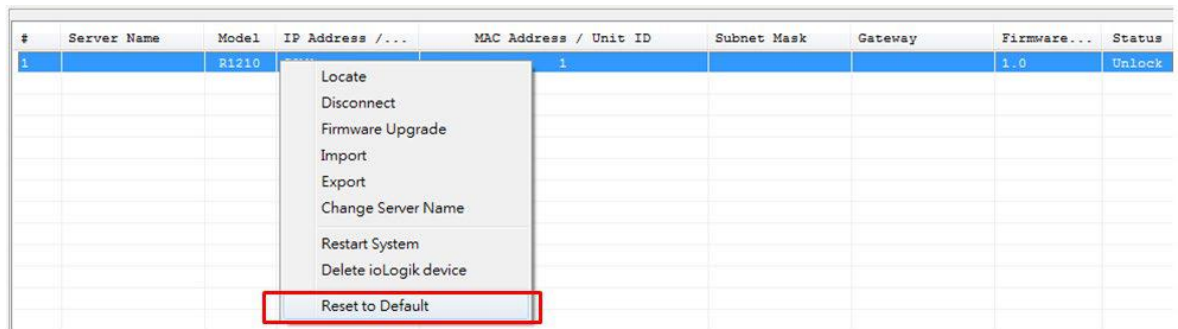 # Server Name Model IP Address /... MAC Address / Unit ID Subnet Mask Gateway Firmware... Status
1 R1210 1 1.0 Unlock
Locate
Disconnect
Firmware Upgrade
Import
Export
Change Server Name
Restart System
Delete ioLogik device
Reset to Default